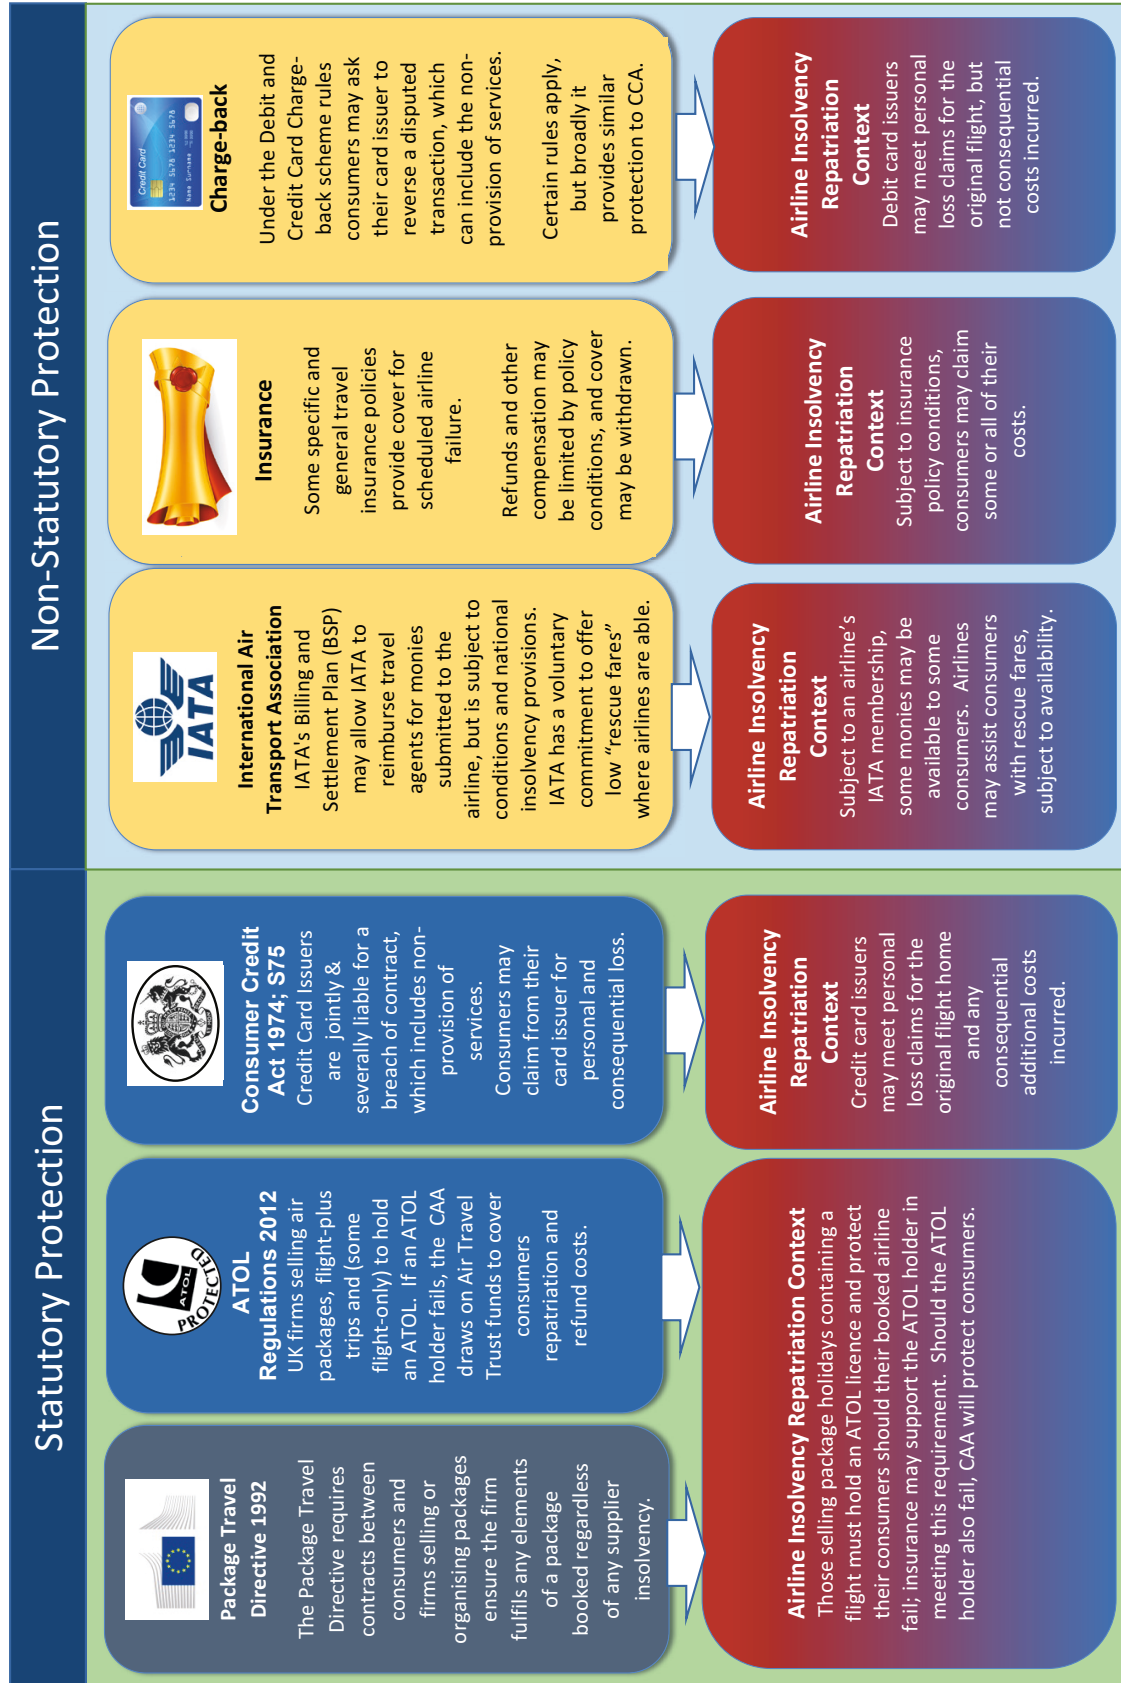 Statutory Protection
Non-Statutory Protection
Package Travel
Directive 1992
The Package Travel
Directive requires
contracts between
consumers and
firms selling or
organising packages
ensure the firm
fulfils any elements
of a package
booked regardless
of any supplier
insolvency.
ATOL
PROTECTED
ATOL
Regulations 2012
UK firms selling air
packages, flight-plus
trips and (some
flight-only) to hold
an ATOL. If an ATOL
holder fails, the CAA
draws on Air Travel
Trust funds to cover
consumers
repatriation and
refund costs.
Consumer Credit
Act 1974; S75
Credit Card Issuers
are jointly &
severally liable for a
breach of contract,
which includes non-
provision of
services.
Consumers may
claim from their
card issuer for
personal and
consequential loss.
IATA
International Air
Transport Association
IATA's Billing and
Settlement Plan (BSP)
may allow IATA to
reimburse travel
agents for monies
submitted to the
airline, but is subject to
conditions and national
insolvency provisions.
IATA has a voluntary
commitment to offer
low “rescue fares”
where airlines are able.
Insurance
Some specific and
general travel
insurance policies
provide cover for
scheduled airline
failure.
Refunds and other
compensation may
be limited by policy
conditions, and cover
may be withdrawn.
Credit Card
1234 5678 1234 5678
Name Surname
Charge-back
Under the Debit and
Credit Card Charge-
back scheme rules
consumers may ask
their card issuer to
reverse a disputed
transaction, which
can include the non-
provision of services.
Certain rules apply,
but broadly it
provides similar
protection to CCA.
Airline Insolvency Repatriation Context
Those selling package holidays containing a
flight must hold an ATOL licence and protect
their consumers should their booked airline
fail; insurance may support the ATOL holder in
meeting this requirement. Should the ATOL
holder also fail, CAA will protect consumers.
Airline Insolvency
Repatriation
Context
Credit card issuers
may meet personal
loss claims for the
original flight home
and any
consequential
additional costs
incurred.
Airline Insolvency
Repatriation
Context
Subject to an airline’s
IATA membership,
some monies may be
available to some
consumers. Airlines
may assist consumers
with rescue fares,
subject to availability.
Airline Insolvency
Repatriation
Context
Subject to insurance
policy conditions,
consumers may claim
some or all of their
costs.
Airline Insolvency
Repatriation
Context
Debit card issuers
may meet personal
loss claims for the
original flight, but
not consequential
costs incurred.